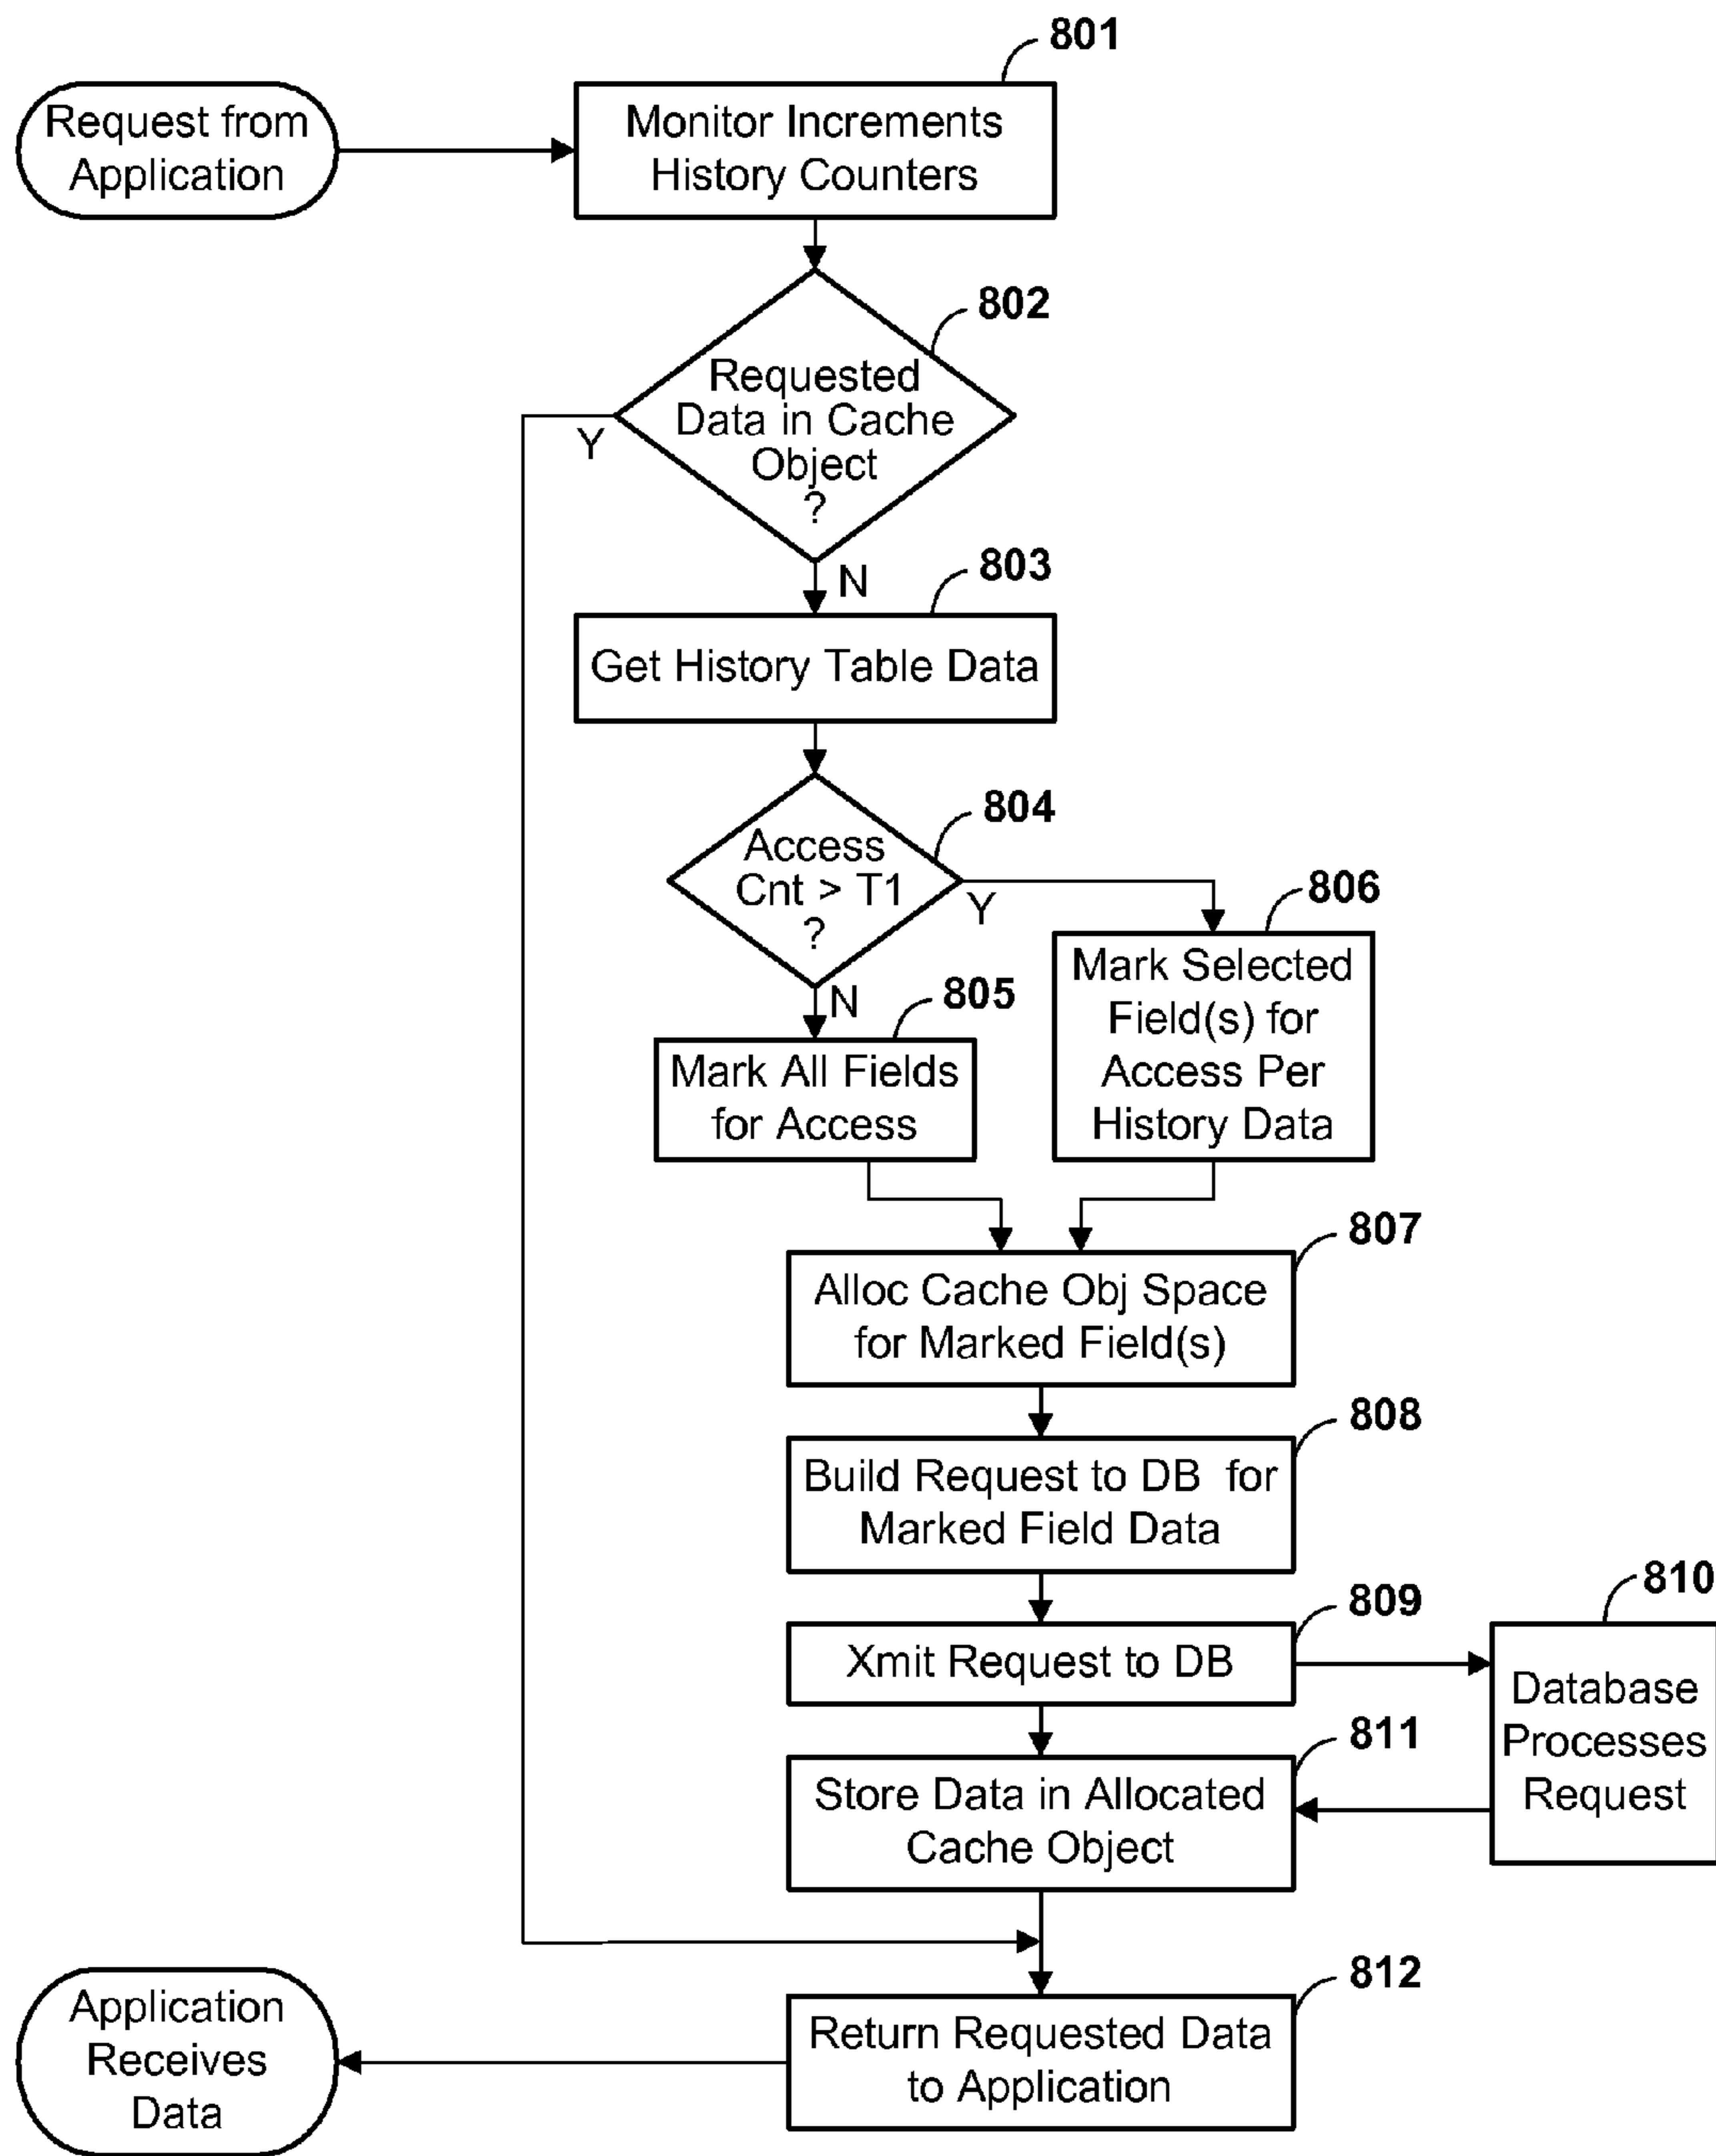 801
Request from
Application
Monitor Increments
History Counters
802
Requested
Data in Cache
Object
?
Y
N
803
Get History Table Data
804
Access
Cnt > T1
?
Y
N
805
Mark All Fields
for Access
806
Mark Selected
Field(s) for
Access Per
History Data
807
Alloc Cache Obj Space
for Marked Field(s)
808
Build Request to DB for
Marked Field Data
809
Xmit Request to DB
810
Database
Processes
Request
811
Store Data in Allocated
Cache Object
812
Return Requested Data
to Application
Application
Receives
Data